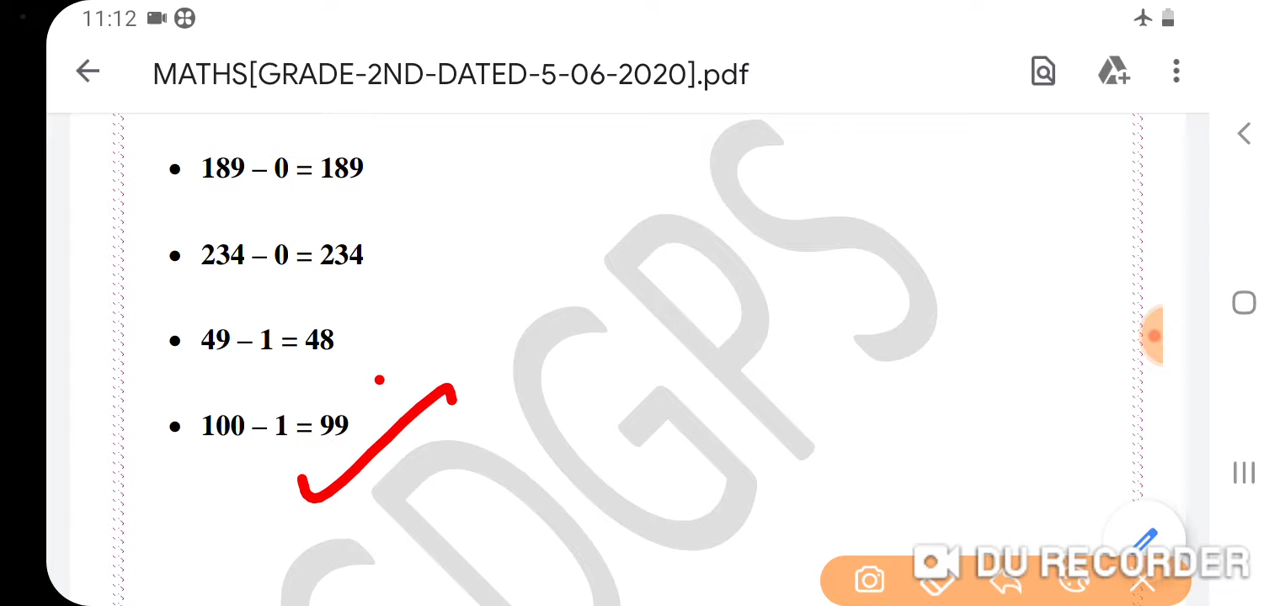 11:12
MATHS[GRADE-2ND-DATED-5-06-2020].pdf
• 189 – 0 = 189
• 234 – 0 = 234
• 49 – 1 = 48
• 100 – 1 = 99
SDGPS
DU RECORDER